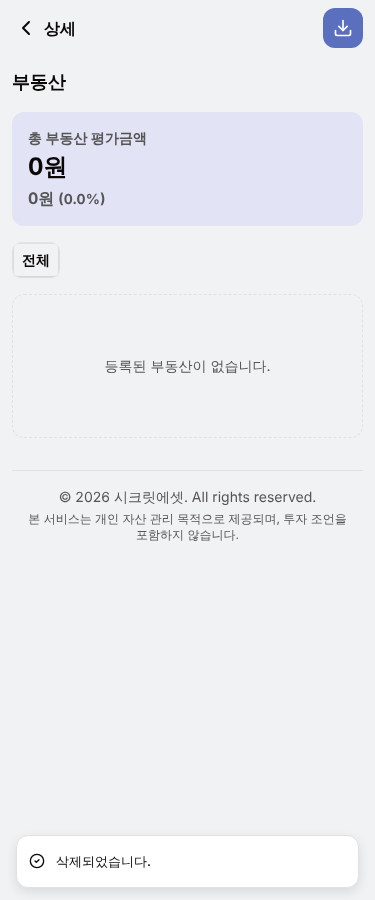 상세
부동산
총 부동산 평가금액
0원
0원 (0.0%)
전체
등록된 부동산이 없습니다.
© 2026 시크릿에셋. All rights reserved.
본 서비스는 개인 자산 관리 목적으로 제공되며, 투자 조언을
포함하지 않습니다.
삭제되었습니다.